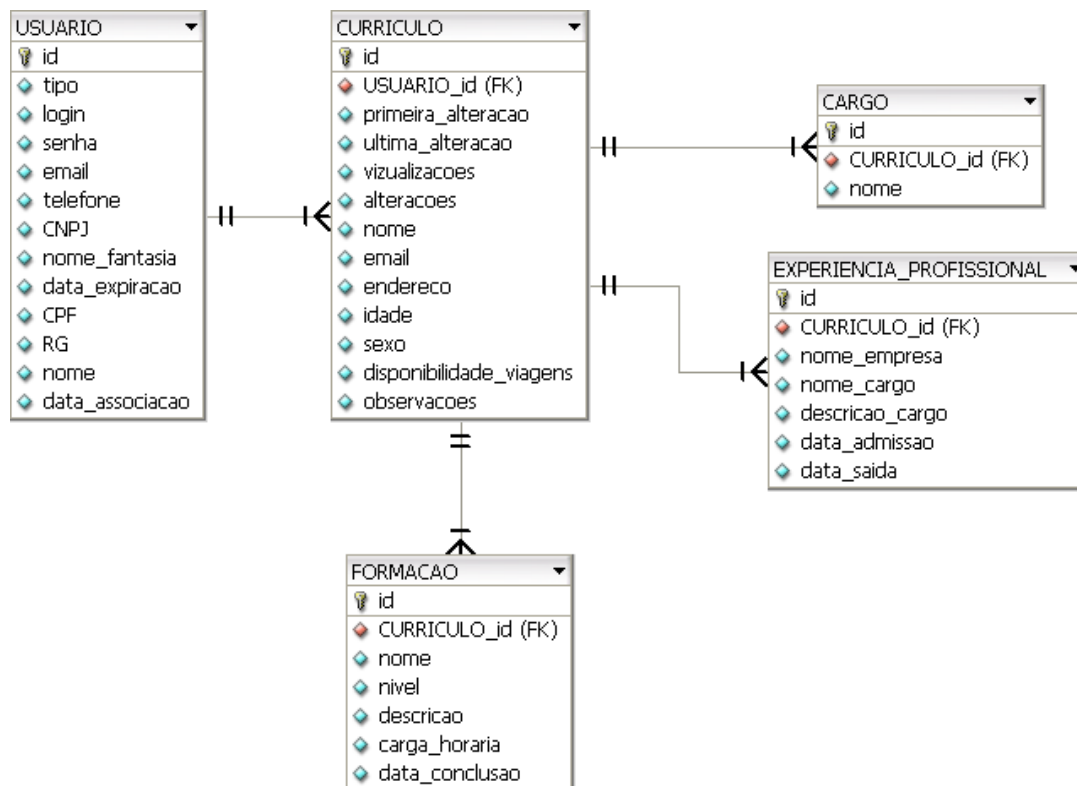 USUARIO
id
tipo
login
senha
email
telefone
CNPJ
nome_fantasia
data_expiracao
CPF
RG
nome
data_associacao
CURRICULO
id
USUARIO_id (FK)
primeira_alteracao
ultima_alteracao
vizualizacoes
alteracoes
nome
email
endereco
idade
sexo
disponibilidade_viagens
observacoes
CARGO
id
CURRICULO_id (FK)
nome
EXPERIENCIA_PROFISSIONAL
id
CURRICULO_id (FK)
nome_empresa
nome_cargo
descricao_cargo
data_admissao
data_saida
FORMACAO
id
CURRICULO_id (FK)
nome
nivel
descricao
carga_horaria
data_conclusao